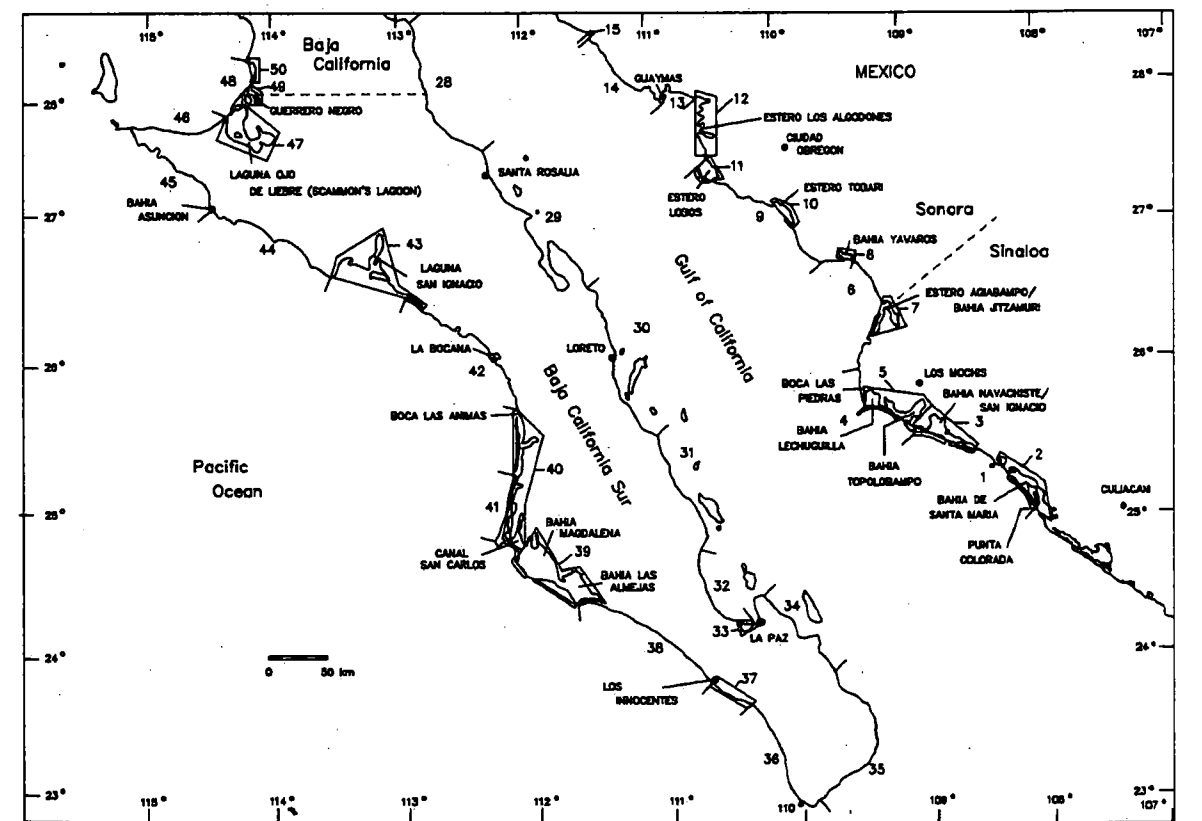 115°
114°
113°
112°
111°
110°
109°
108°
107°
28°
28°
27°
27°
26°
26°
25°
25°
24°
24°
23°
23°
115°
114°
113°
112°
111°
110
109°
108°
107°
Baja
California
MEXICO
50
48
49
GUERRERO NEGRO
46
47
LAGUNA OJO
DE LIEBRE (SCAMMON'S LAGOON)
45
BAHIA
ASUNCION
44
43
LAGUNA
SAN IGNACIO
LA BOCANA
42
BOCA LAS ANIMAS
40
41
BAHIA
MAGDALENA
39
CANAL
SAN CARLOS
BAHIA LAS
ALMEJAS
38
LOS
INNOCENTES
37
36
35
34
33
LA PAZ
32
31
30
LORETO
29
SANTA ROSALIA
28
Baja California Sur
Gulf of California
Pacific
Ocean
0 50 km
15
14
GUAYMAS
13
12
ESTERO LOS ALGODONES
CIUDAD
OBREGON
11
ESTERO
LOBOS
ESTERO TOBARI
10
9
Sonora
Sinaloa
BAHIA YAVAROS
8
6
ESTERO AGIABAMPO/
7
BAHIA JITZAMURI
5
LOS MOCHIS
BOCA LAS
PIEDRAS
4
BAHIA NAVACHISTE/
SAN IGNACIO
3
BAHIA
LECHUGUILLA
BAHIA
TOPOLOBAMPO
1
2
BAHIA DE
SANTA MARIA
CULIACAN
PUNTA
COLORADA